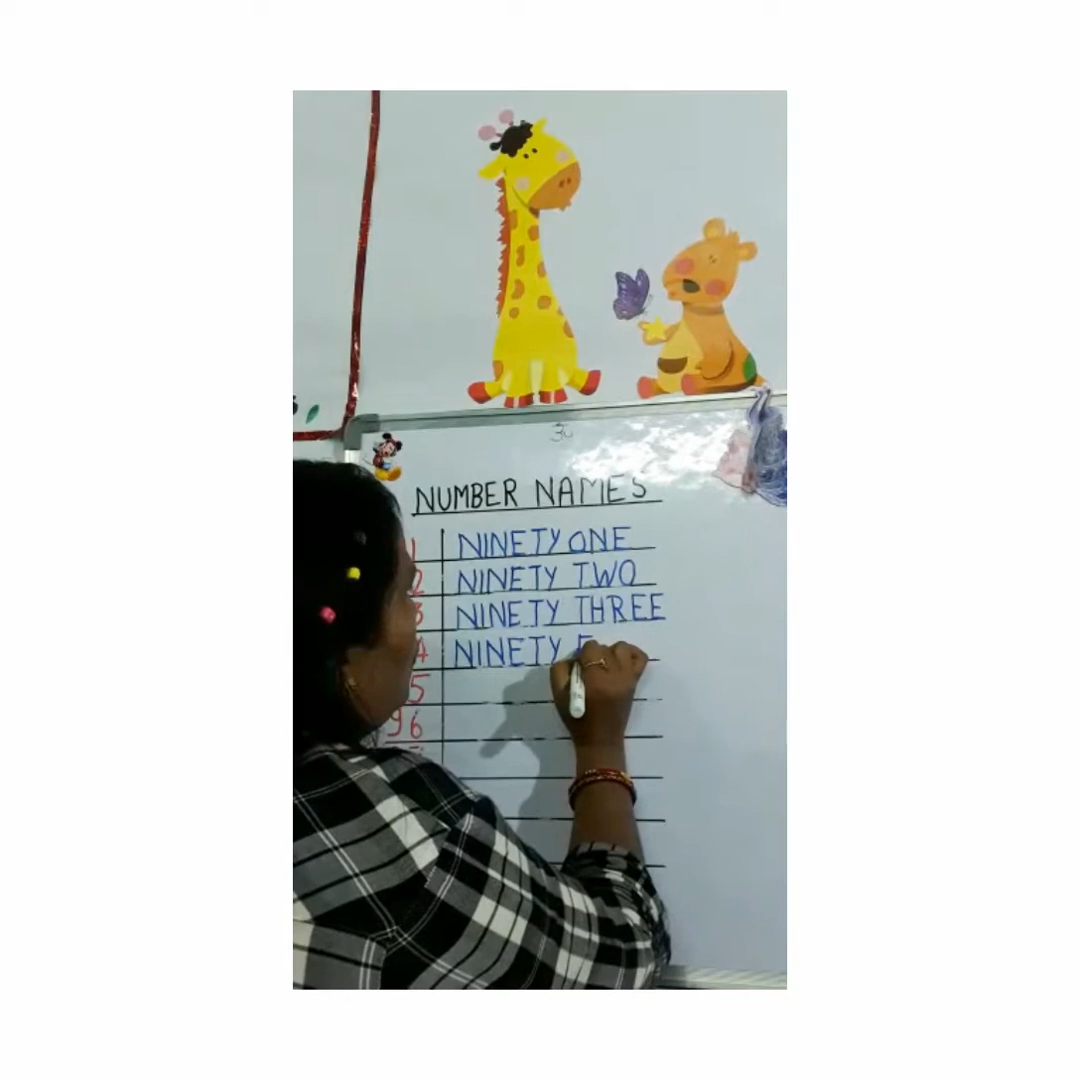 NUMBER NAMES
1 NINETY ONE
2 NINETY TWO
3 NINETY THREE
4 NINETY F
5
96